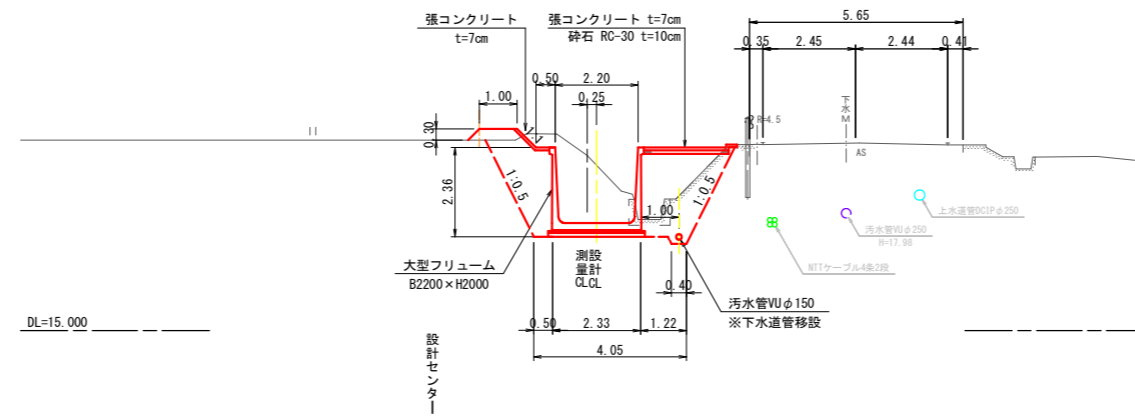 張コンクリート
t=7cm
張コンクリート t=7cm
砕石 RC-30 t=10cm
5.65
0.35
2.45
2.44
0.41
0.50
2.20
0.25
1.00
0.30
2.36
1:0.5
1:0.5
1.00
下水M
R=4.5
AS
上水道管DCIPφ250
汚水管VUφ250
H=17.98
NTTケーブル4条2段
大型フリューム
B2200×H2000
測量CL
設計CL
0.40
汚水管VUφ150
※下水道管移設
DL=15.000
0.50
2.33
1.22
4.05
設計センター